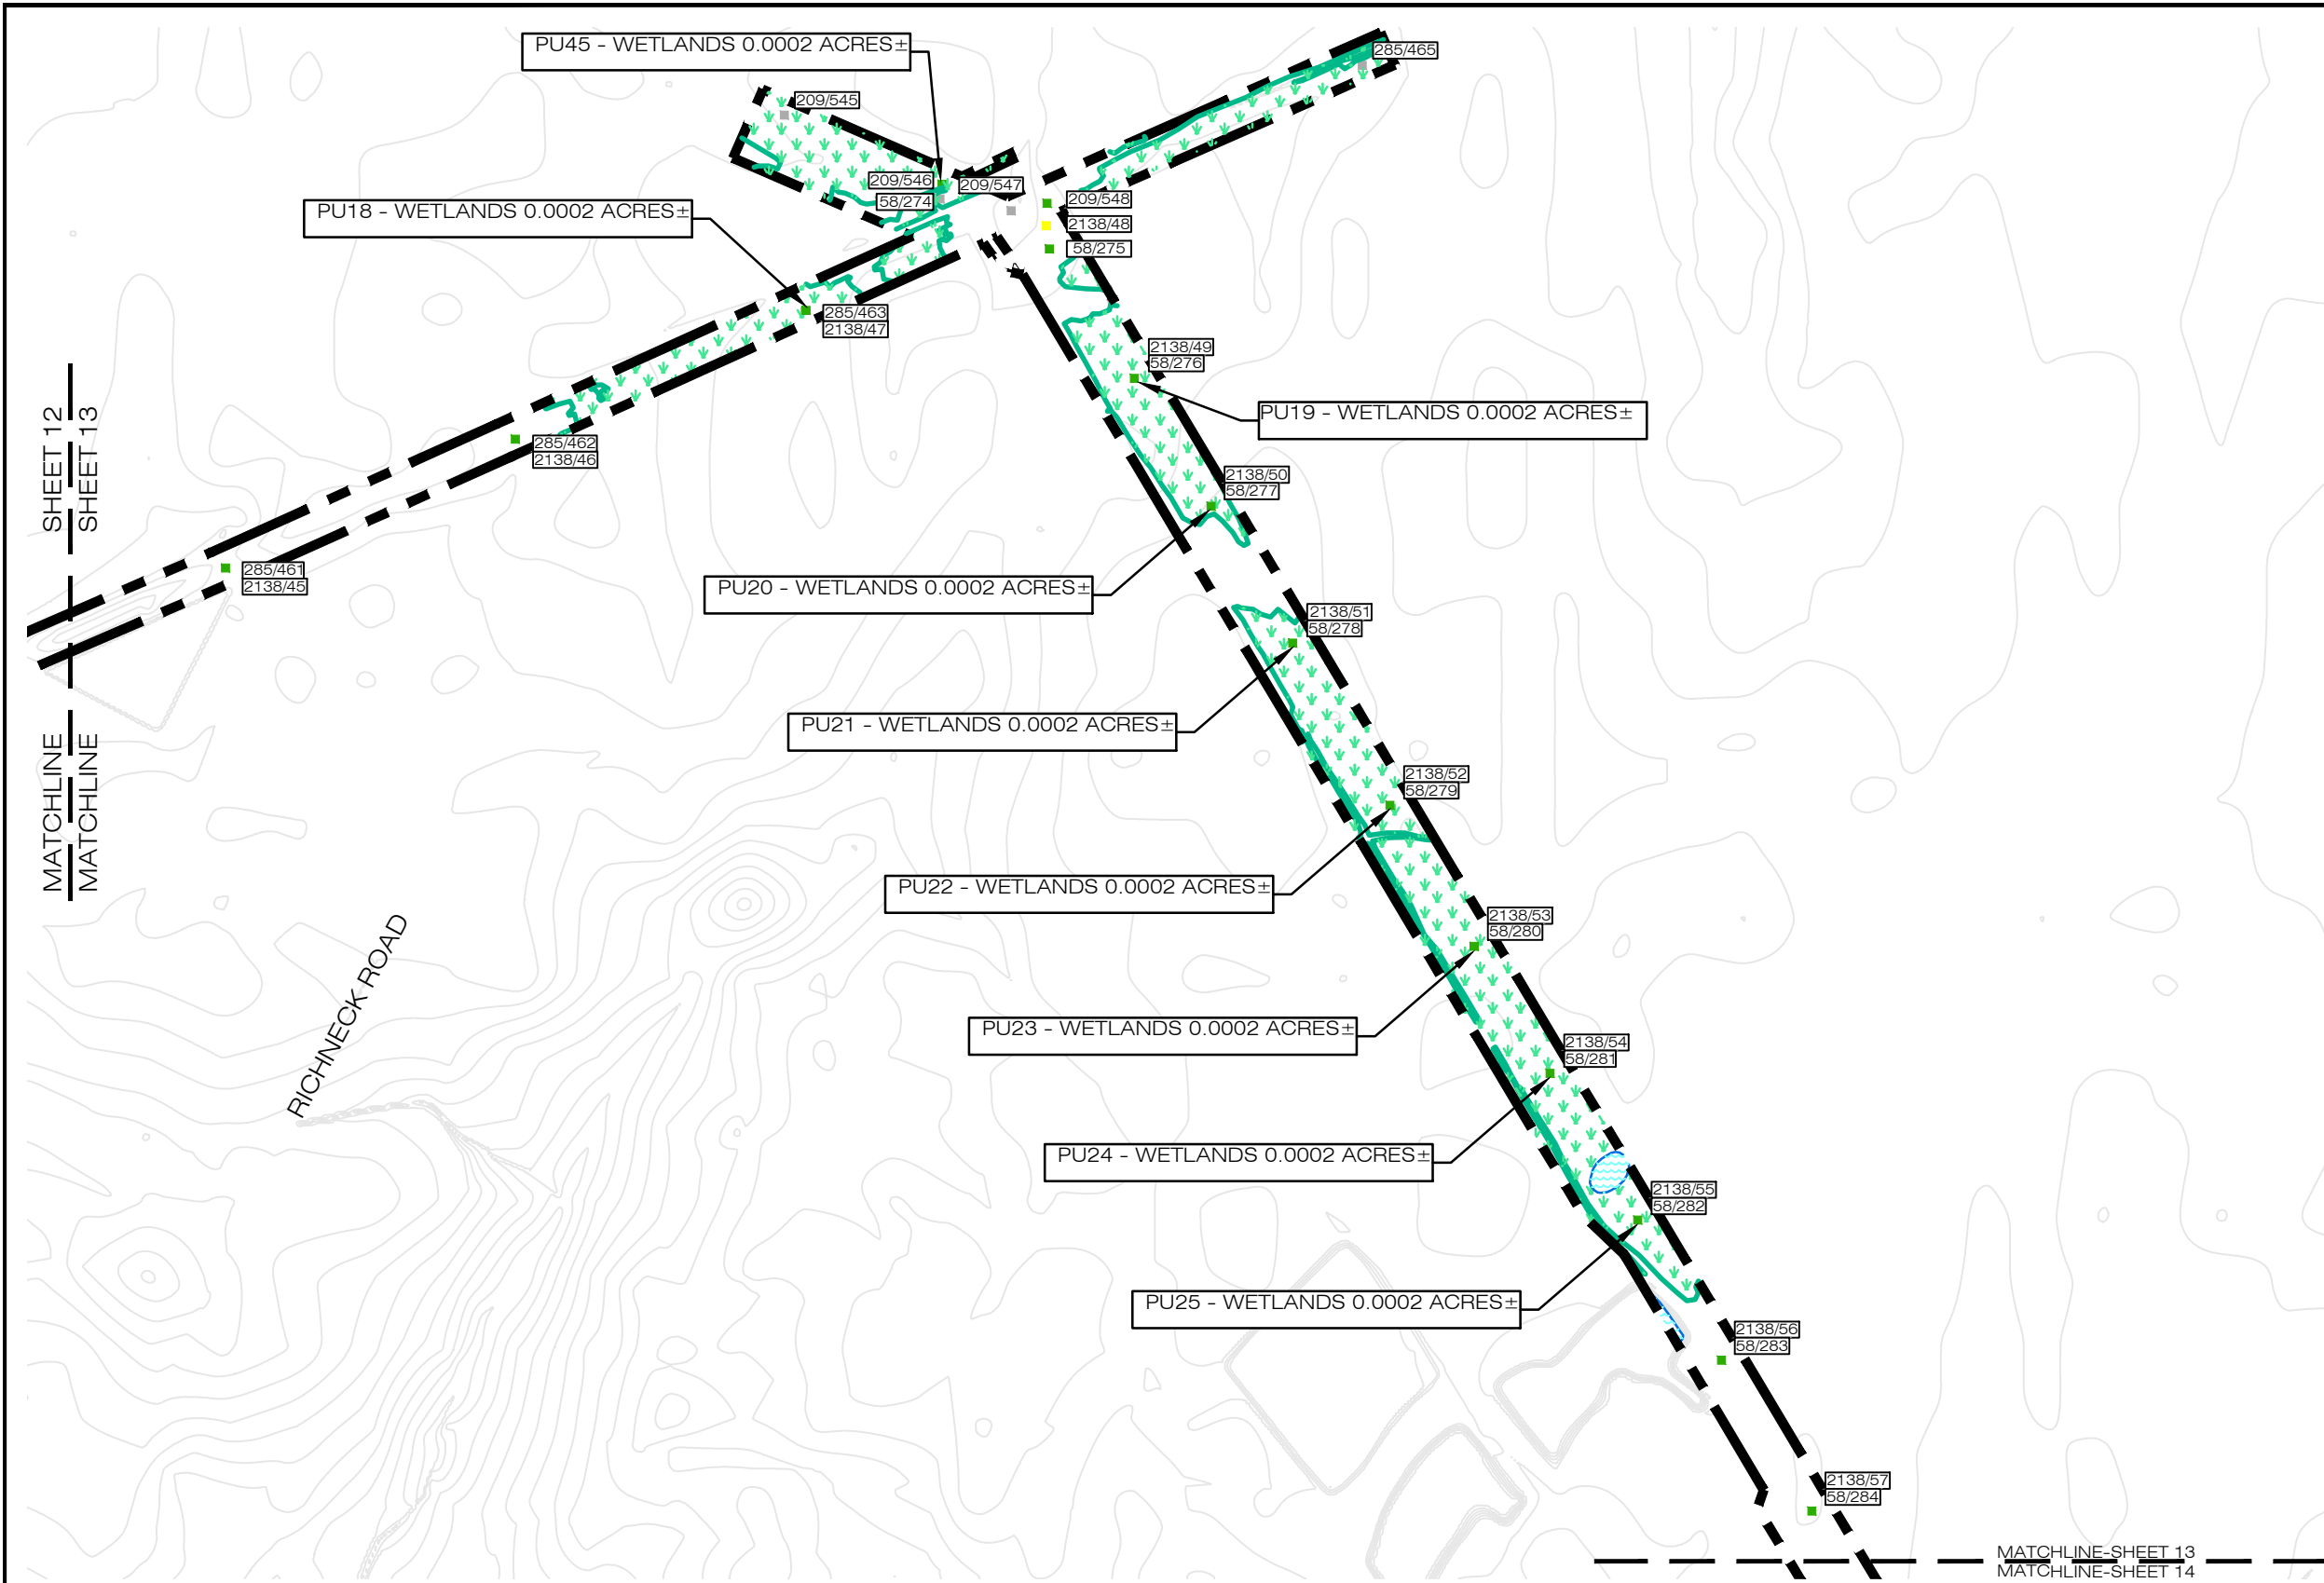 PU45 - WETLANDS 0.0002 ACRES±
285/465
209/545
209/546
58/274
209/547
209/548
2138/48
58/275
PU18 - WETLANDS 0.0002 ACRES±
285/463
2138/47
2138/49
58/276
PU19 - WETLANDS 0.0002 ACRES±
285/462
2138/46
2138/50
58/277
SHEET 12
SHEET 13
285/461
2138/45
PU20 - WETLANDS 0.0002 ACRES±
2138/51
58/278
PU21 - WETLANDS 0.0002 ACRES±
MATCHLINE
MATCHLINE
2138/52
58/279
PU22 - WETLANDS 0.0002 ACRES±
2138/53
58/280
RICHNECK ROAD
PU23 - WETLANDS 0.0002 ACRES±
2138/54
58/281
PU24 - WETLANDS 0.0002 ACRES±
2138/55
58/282
PU25 - WETLANDS 0.0002 ACRES±
2138/56
58/283
2138/57
58/284
MATCHLINE-SHEET 13
MATCHLINE-SHEET 14